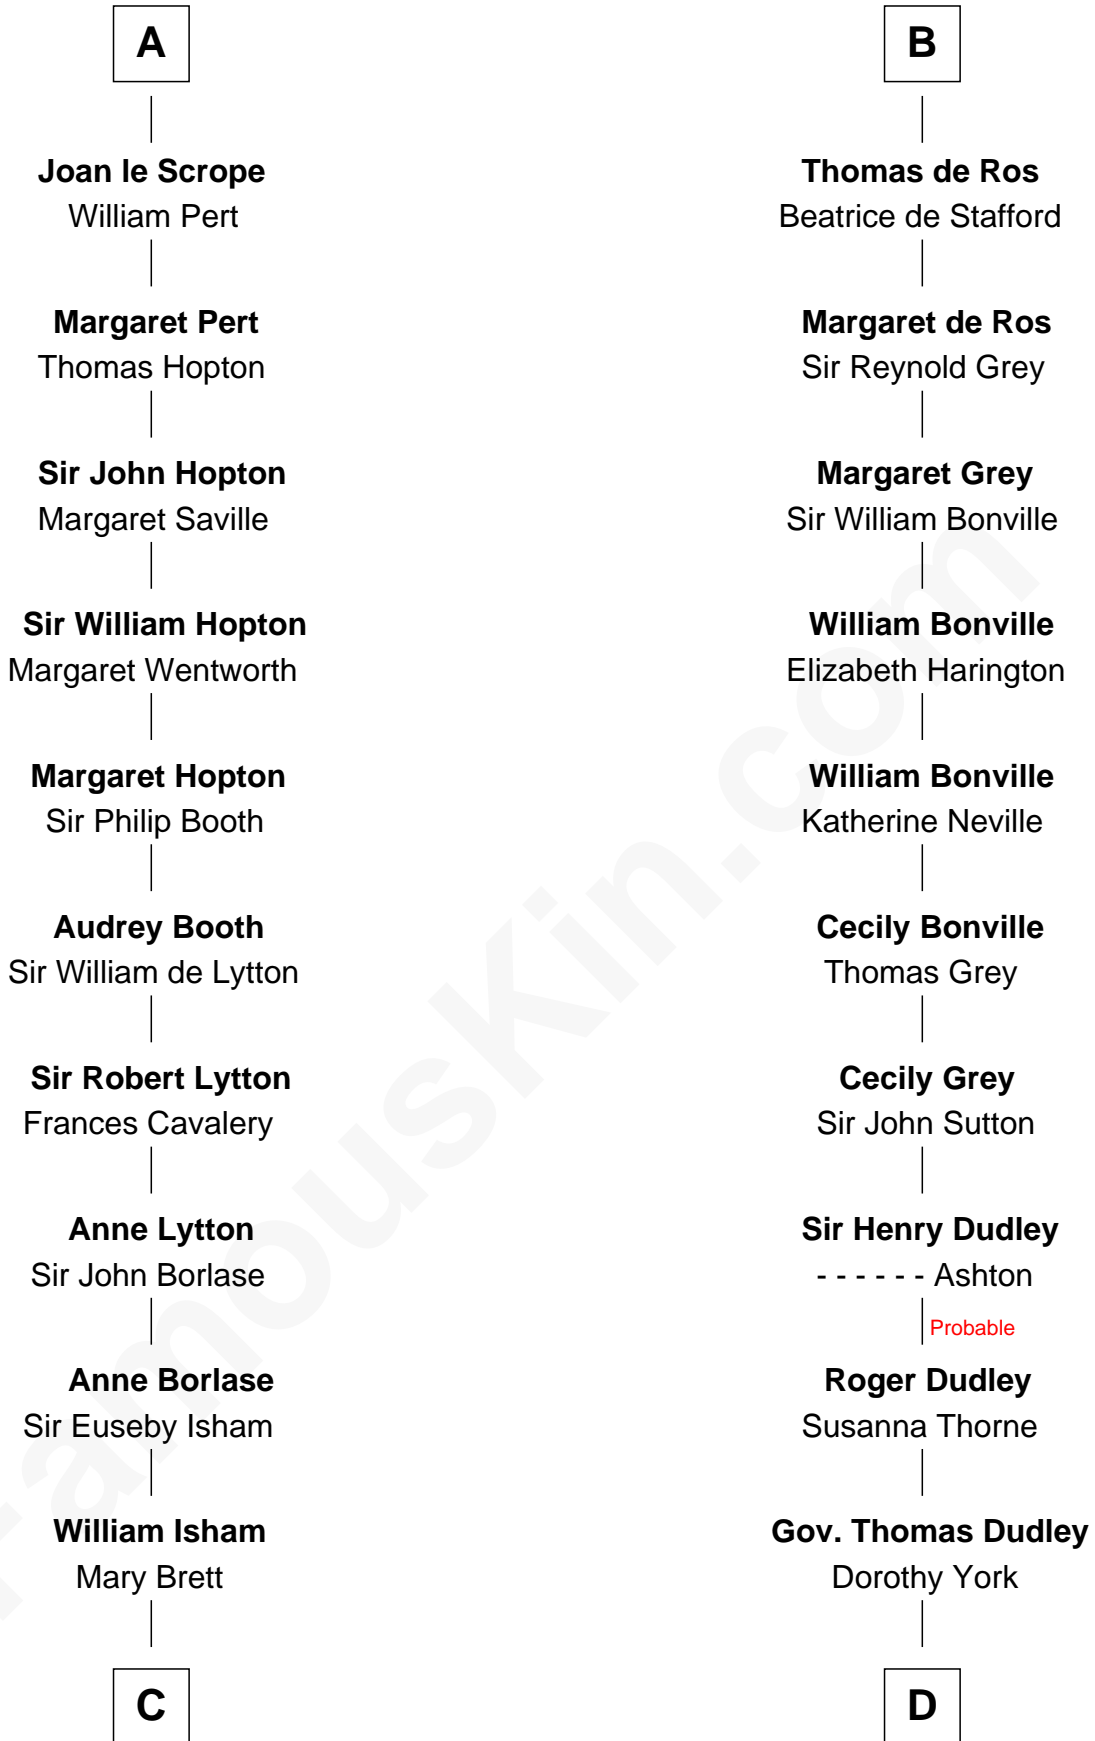 A
Joan le Scrope
William Pert
Margaret Pert
Thomas Hopton
Sir John Hopton
Margaret Saville
Sir William Hopton
Margaret Wentworth
Margaret Hopton
Sir Philip Booth
Audrey Booth
Sir William de Lytton
Sir Robert Lytton
Frances Cavalery
Anne Lytton
Sir John Borlase
Anne Borlase
Sir Euseby Isham
William Isham
Mary Brett
C
B
Thomas de Ros
Beatrice de Stafford
Margaret de Ros
Sir Reynold Grey
Margaret Grey
Sir William Bonville
William Bonville
Elizabeth Harington
William Bonville
Katherine Neville
Cecily Bonville
Thomas Grey
Cecily Grey
Sir John Sutton
Sir Henry Dudley
- - - - - - Ashton
Probable
Roger Dudley
Susanna Thorne
Gov. Thomas Dudley
Dorothy York
D
FamousKin.com